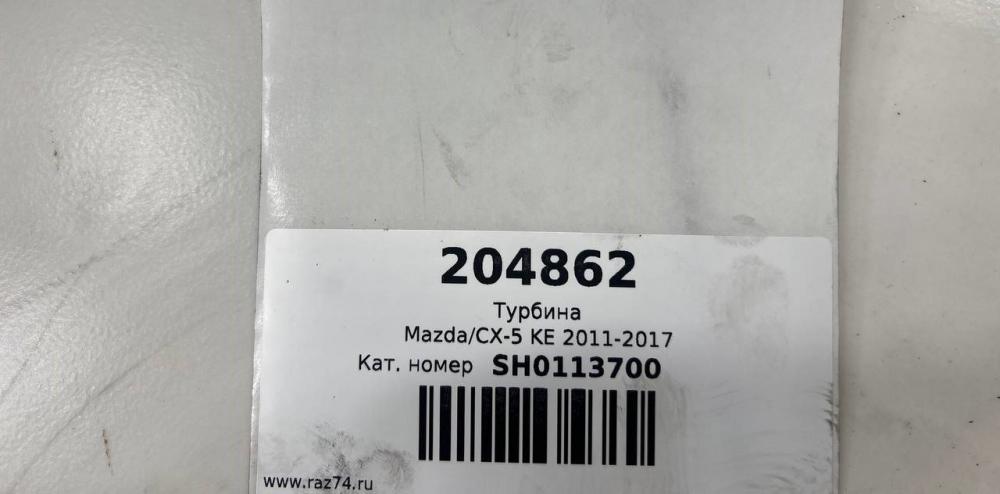 204862
Турбина
Mazda/CX-5 KE 2011-2017
Кат. номер SH0113700
www.raz74.ru